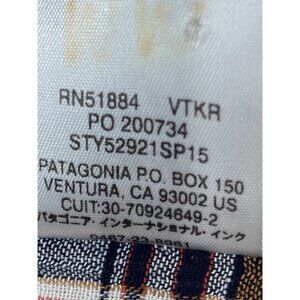 RN51884 VTKR
PO 200734
STY52921SP15
PATAGONIA P.O. BOX 150
VENTURA, CA 93002 US
CUIT:30-70924649-2
パタゴニア・インターナショナル・インク